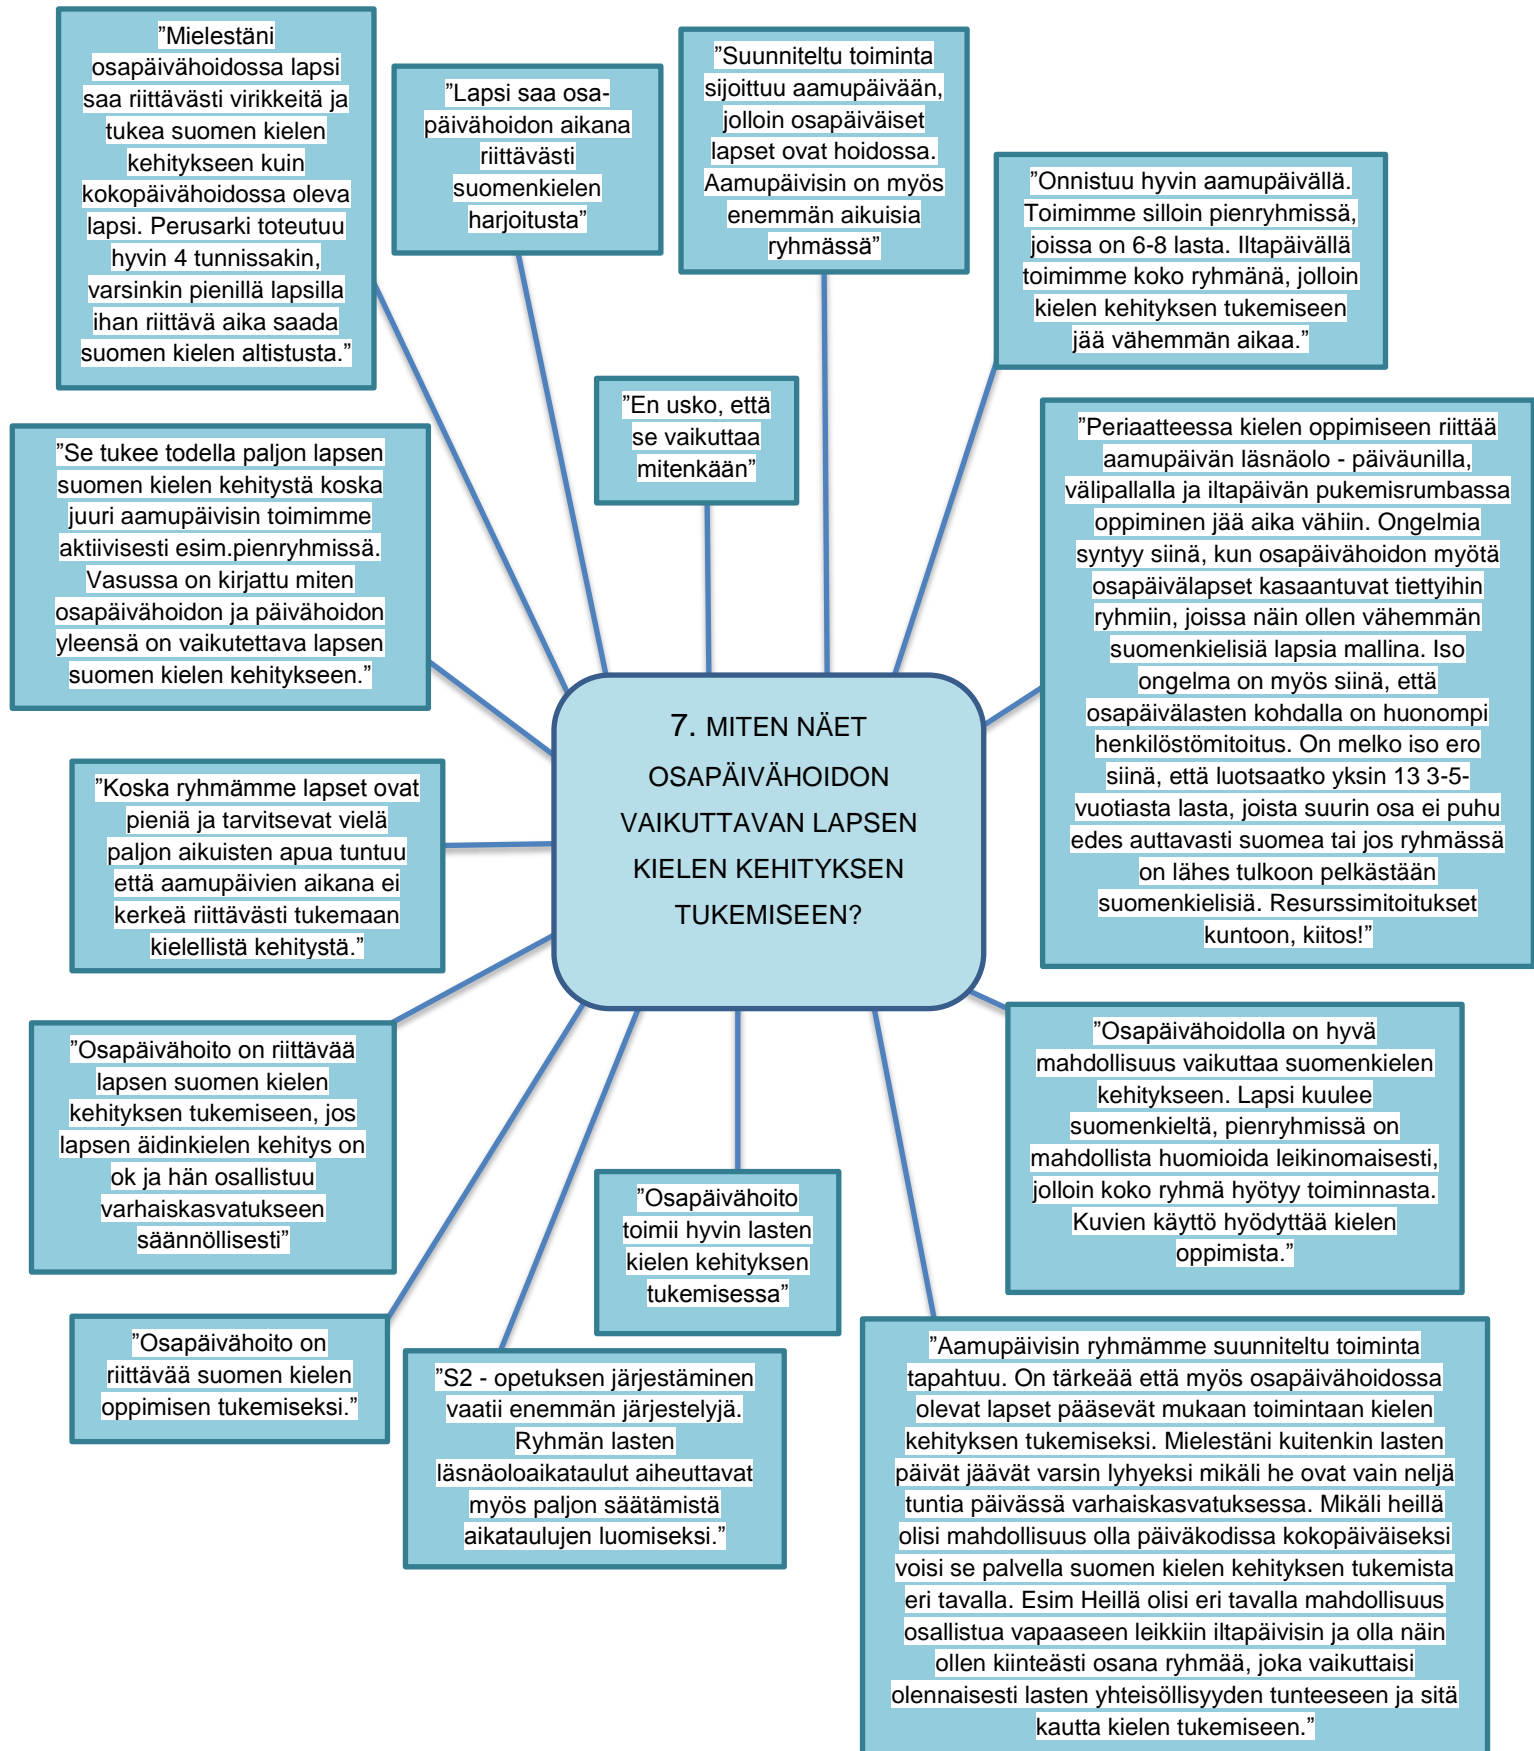 ”Mielestäni
osapäivähoidossa lapsi
saa riittävästi virikkeitä ja
tukea suomen kielen
kehitykseen kuin
kokopäivähoidossa oleva
lapsi. Perusarki toteutuu
hyvin 4 tunnissakin,
varsinkin pienillä lapsilla
ihan riittävä aika saada
suomen kielen altistusta.”
”Lapsi saa osa-
päivähoidon aikana
riittävästi
suomenkielen
harjoitusta”
”Suunniteltu toiminta
sijoittuu aamupäivään,
jolloin osapäiväiset
lapset ovat hoidossa.
Aamupäivisin on myös
enemmän aikuisia
ryhmässä”
”Onnistuu hyvin aamupäivällä.
Toimimme silloin pienryhmissä,
joissa on 6-8 lasta. Iltapäivällä
toimimme koko ryhmänä, jolloin
kielen kehityksen tukemiseen
jää vähemmän aikaa.”
”En usko, että
se vaikuttaa
mitenkään”
”Se tukee todella paljon lapsen
suomen kielen kehitystä koska
juuri aamupäivisin toimimme
aktiivisesti esim.pienryhmissä.
Vasussa on kirjattu miten
osapäivähoidon ja päivähoidon
yleensä on vaikutettava lapsen
suomen kielen kehitykseen.”
”Periaatteessa kielen oppimiseen riittää
aamupäivän läsnäolo - päiväunilla,
välipallalla ja iltapäivän pukemisrumbassa
oppiminen jää aika vähiin. Ongelmia
syntyy siinä, kun osapäivähoidon myötä
osapäivälapset kasaantuvat tiettyihin
ryhmiin, joissa näin ollen vähemmän
suomenkielisiä lapsia mallina. Iso
ongelma on myös siinä, että
osapäivälasten kohdalla on huonompi
henkilöstömitoitus. On melko iso ero
siinä, että luotsaatko yksin 13 3-5-
vuotiasta lasta, joista suurin osa ei puhu
edes auttavasti suomea tai jos ryhmässä
on lähes tulkoon pelkästään
suomenkielisiä. Resurssimitoitukset
kuntoon, kiitos!”
7. MITEN NÄET
OSAPÄIVÄHOIDON
VAIKUTTAVAN LAPSEN
KIELEN KEHITYKSEN
TUKEMISEEN?
”Koska ryhmämme lapset ovat
pieniä ja tarvitsevat vielä
paljon aikuisten apua tuntuu
että aamupäivien aikana ei
kerkeä riittävästi tukemaan
kielellistä kehitystä.”
”Osapäivähoito on riittävää
lapsen suomen kielen
kehityksen tukemiseen, jos
lapsen äidinkielen kehitys on
ok ja hän osallistuu
varhaiskasvatukseen
säännöllisesti”
”Osapäivähoidolla on hyvä
mahdollisuus vaikuttaa suomenkielen
kehitykseen. Lapsi kuulee
suomenkieltä, pienryhmissä on
mahdollista huomioida leikinomaisesti,
jolloin koko ryhmä hyötyy toiminnasta.
Kuvien käyttö hyödyttää kielen
oppimista.”
”Osapäivähoito
toimii hyvin lasten
kielen kehityksen
tukemisessa”
”Osapäivähoito on
riittävää suomen kielen
oppimisen tukemiseksi.”
”S2 - opetuksen järjestäminen
vaatii enemmän järjestelyjä.
Ryhmän lasten
läsnäoloaikataulut aiheuttavat
myös paljon säätämistä
aikataulujen luomiseksi.”
”Aamupäivisin ryhmämme suunniteltu toiminta
tapahtuu. On tärkeää että myös osapäivähoidossa
olevat lapset pääsevät mukaan toimintaan kielen
kehityksen tukemiseksi. Mielestäni kuitenkin lasten
päivät jäävät varsin lyhyeksi mikäli he ovat vain neljä
tuntia päivässä varhaiskasvatuksessa. Mikäli heillä
olisi mahdollisuus olla päiväkodissa kokopäiväiseksi
voisi se palvella suomen kielen kehityksen tukemista
eri tavalla. Esim Heillä olisi eri tavalla mahdollisuus
osallistua vapaaseen leikkiin iltapäivisin ja olla näin
ollen kiinteästi osana ryhmää, joka vaikuttaisi
olennaisesti lasten yhteisöllisyyden tunteeseen ja sitä
kautta kielen tukemiseen.”